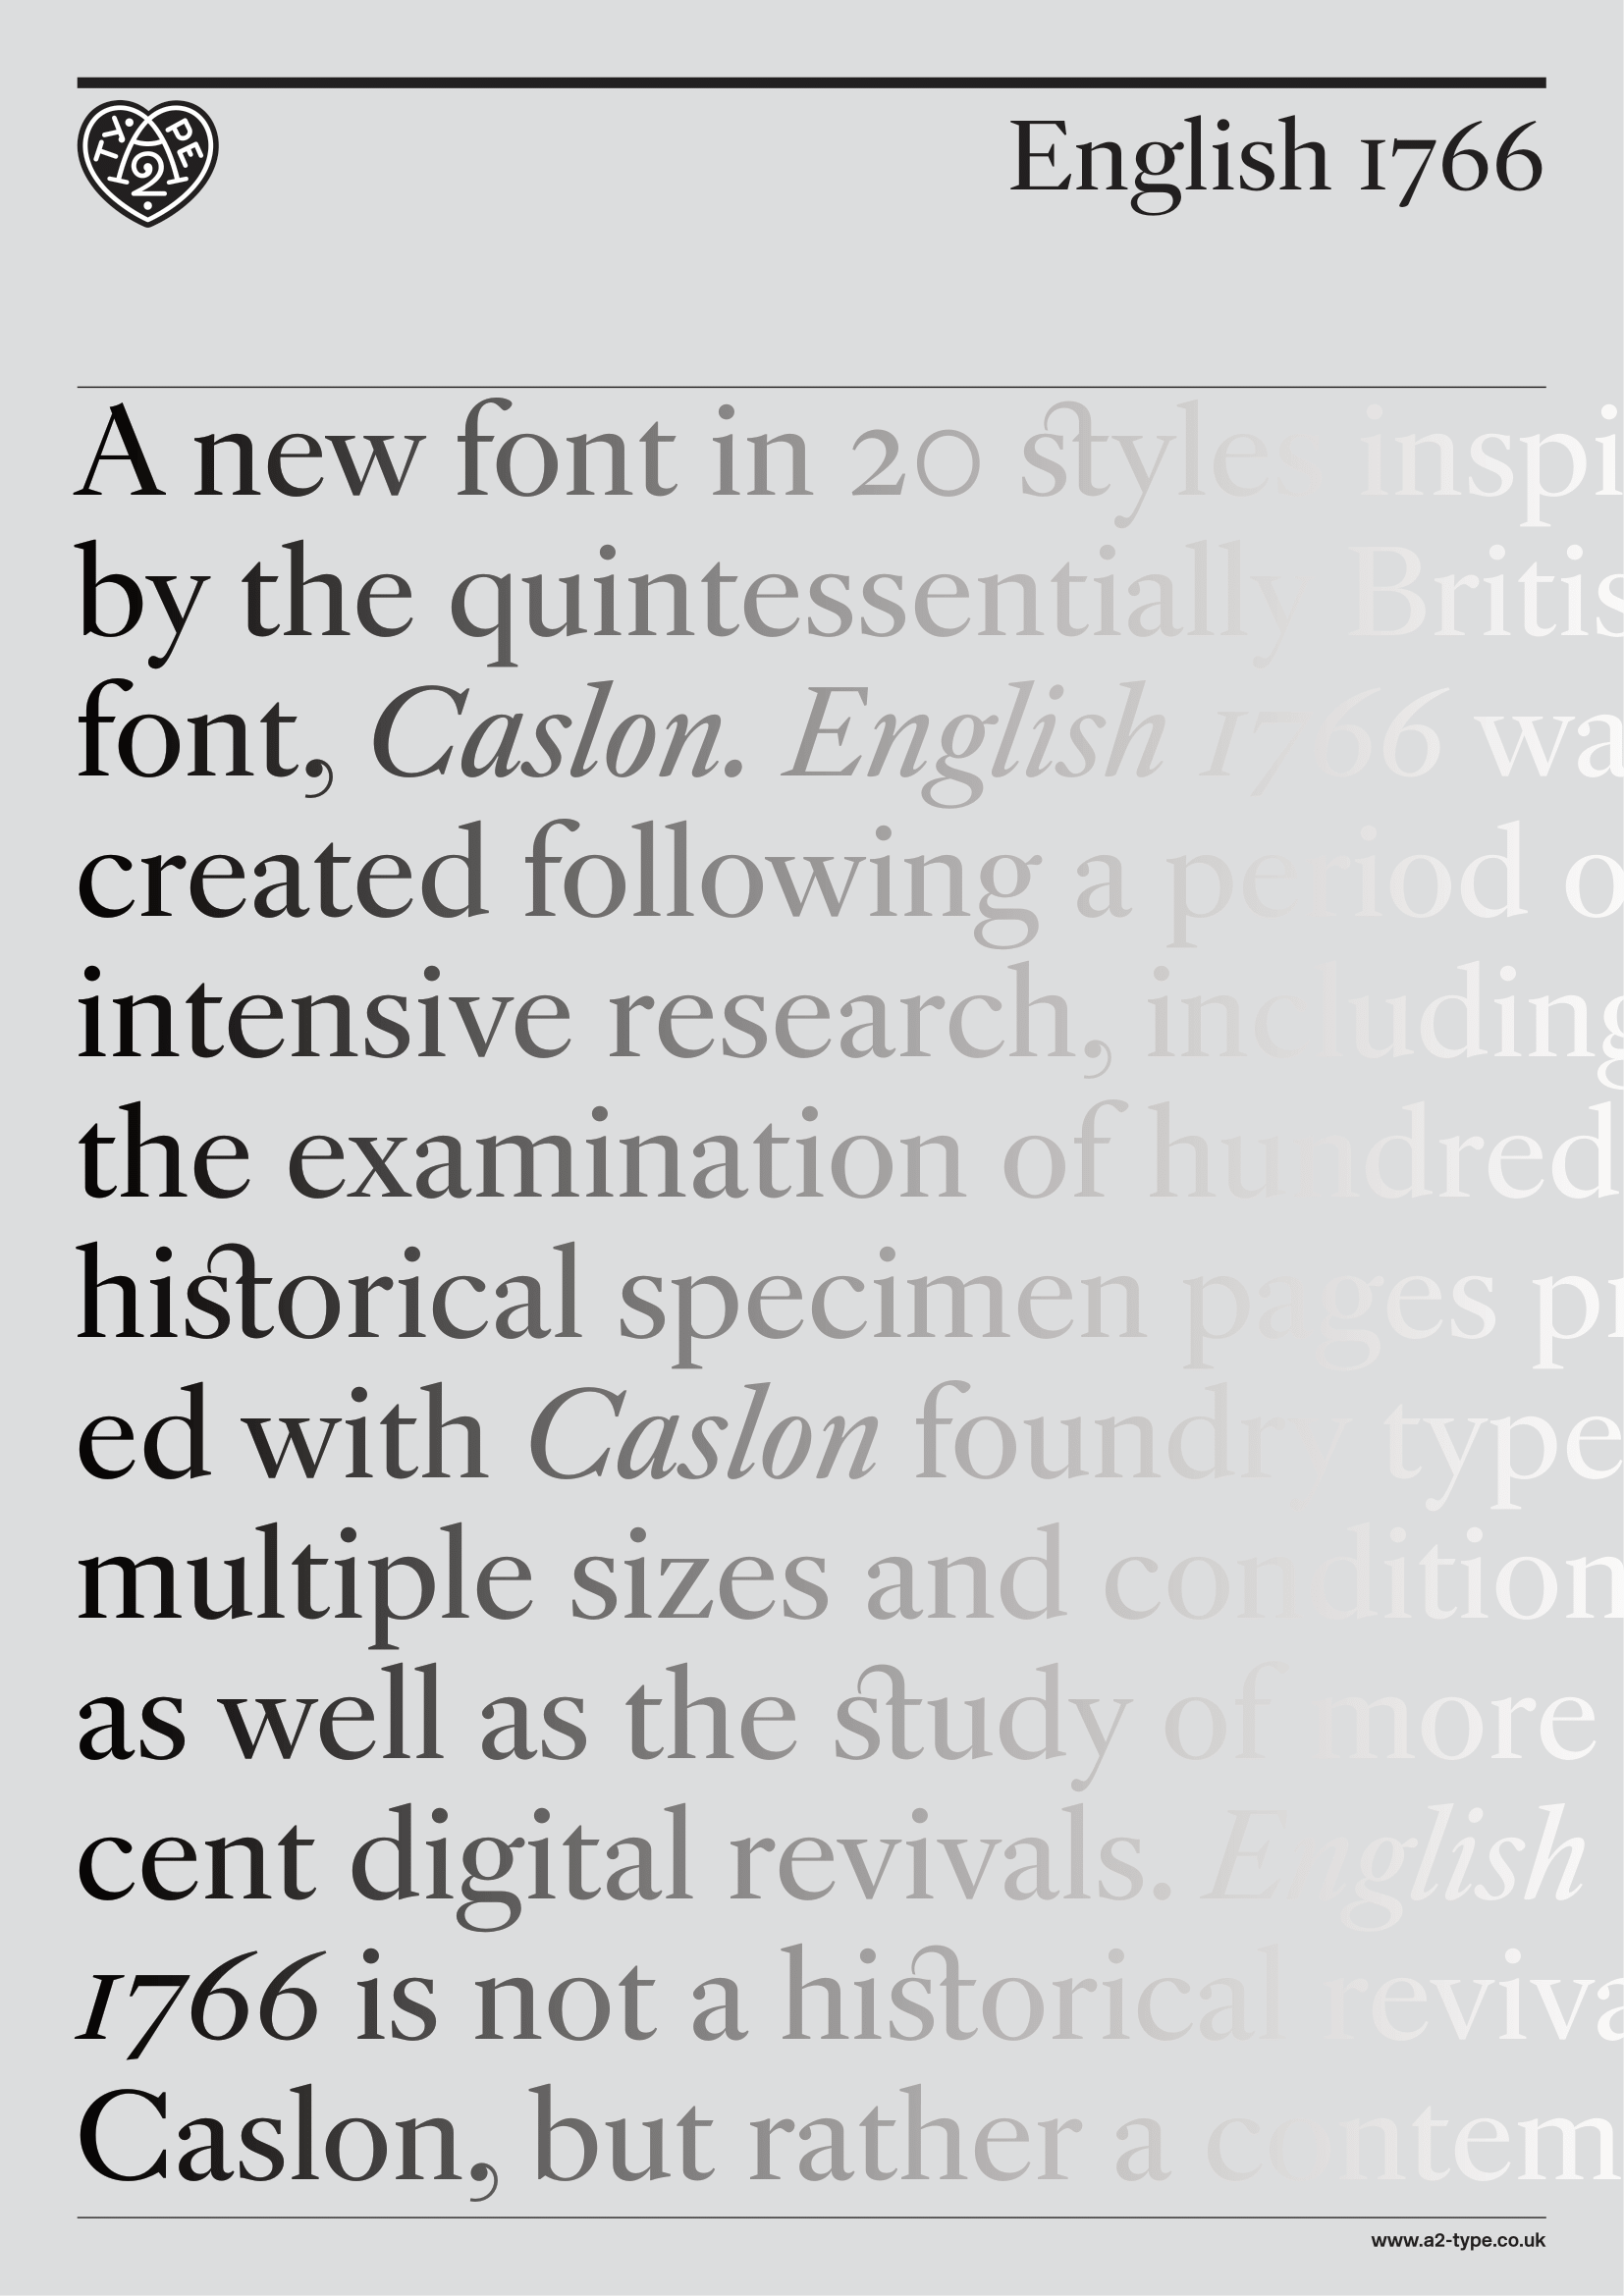 TYPE
A2
English 1766
A new font in 20 styles inspi
by the quintessentially Britis
font, Caslon. English 1766 wa
created following a period o
intensive research, including
the examination of hundred
historical specimen pages pr
ed with Caslon foundry type
multiple sizes and condition
as well as the study of more
cent digital revivals. English
1766 is not a historical reviva
Caslon, but rather a contem
www.a2-type.co.uk